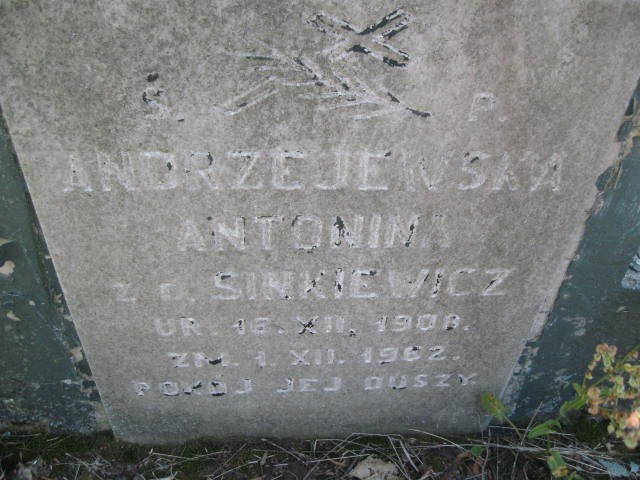 Ś. P.
ANDRZEJEWSKA
ANTONINA
z d. SINKIEWICZ
UR. 16. XII. 1908.
ZM. 1. XII. 1962.
POKÓJ JEJ DUSZY.